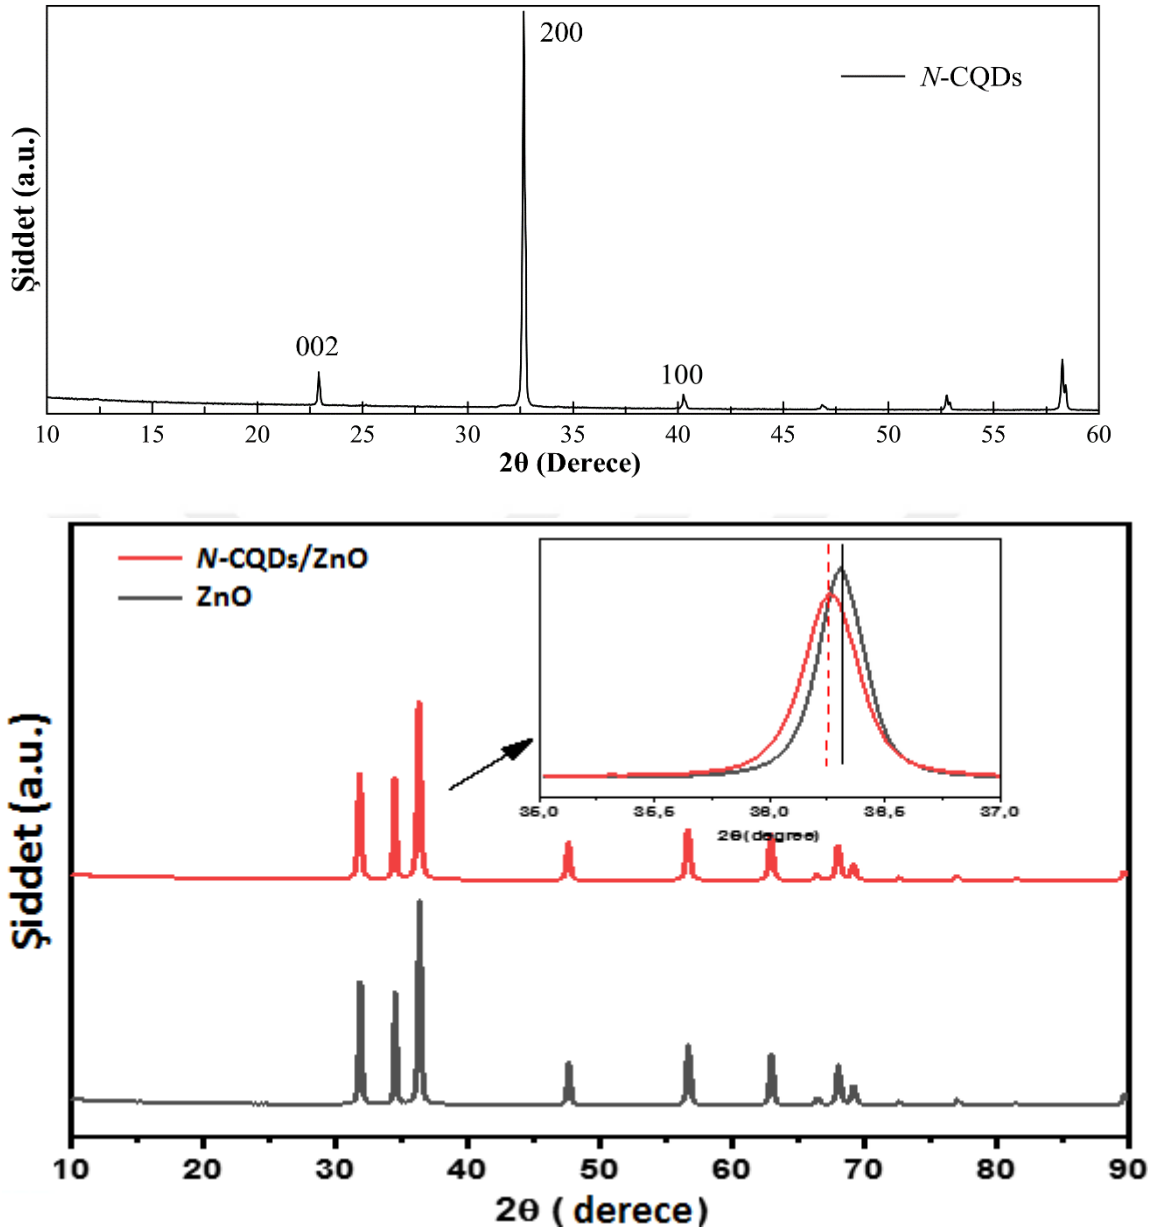 200
N-CQDs
Şiddet (a.u.)
002
100
10 15 20 25 30 35 40 45 50 55 60
2θ (Derece)
N-CQDs/ZnO
ZnO
Şiddet (a.u.)
35,0 35,5 36,0 36,5 37,0
2θ(degree)
10 20 30 40 50 60 70 80 90
2θ ( derece)